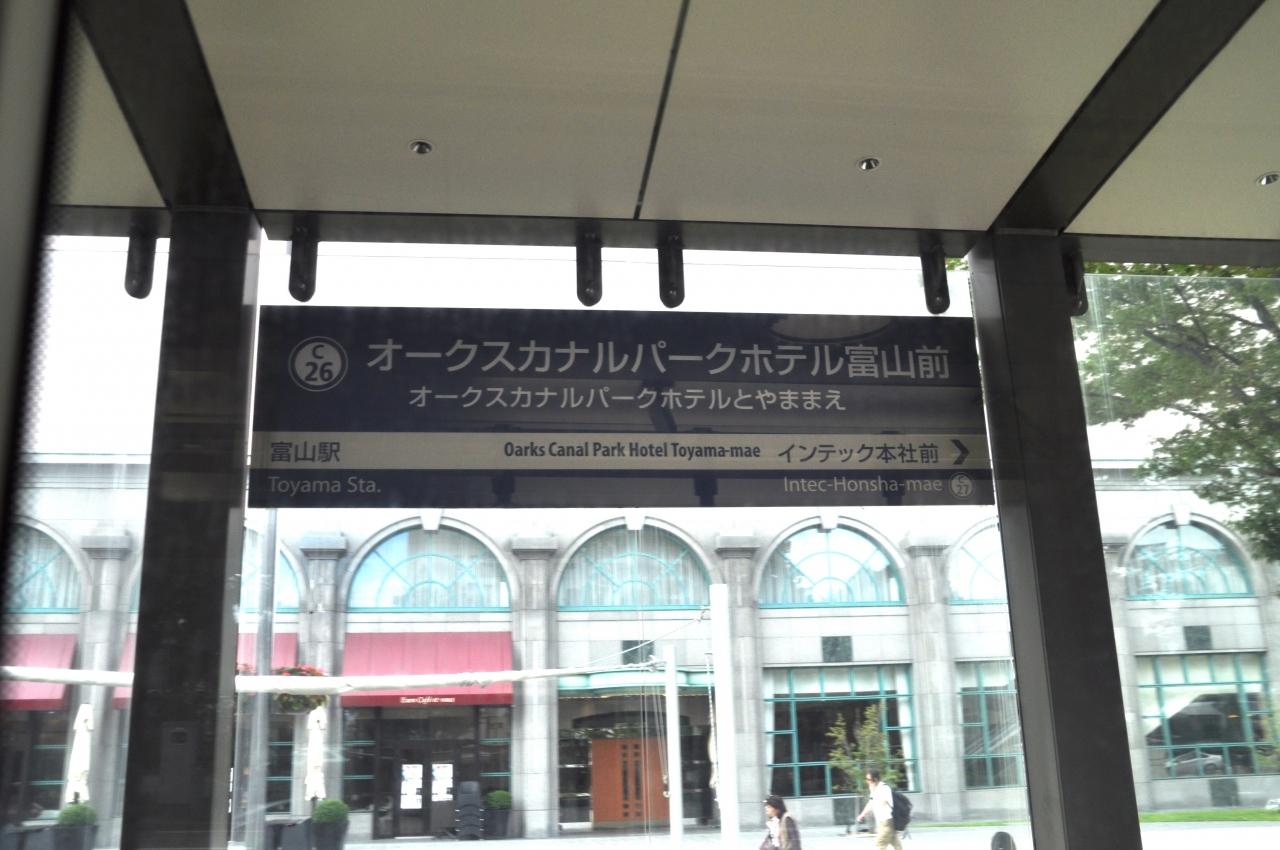 C
26
オークスカナルパークホテル富山前
オークスカナルパークホテルとやままえ
富山駅
Oarks Canal Park Hotel Toyama-mae
インテック本社前
Toyama Sta.
Intec-Honsha-mae
C
27